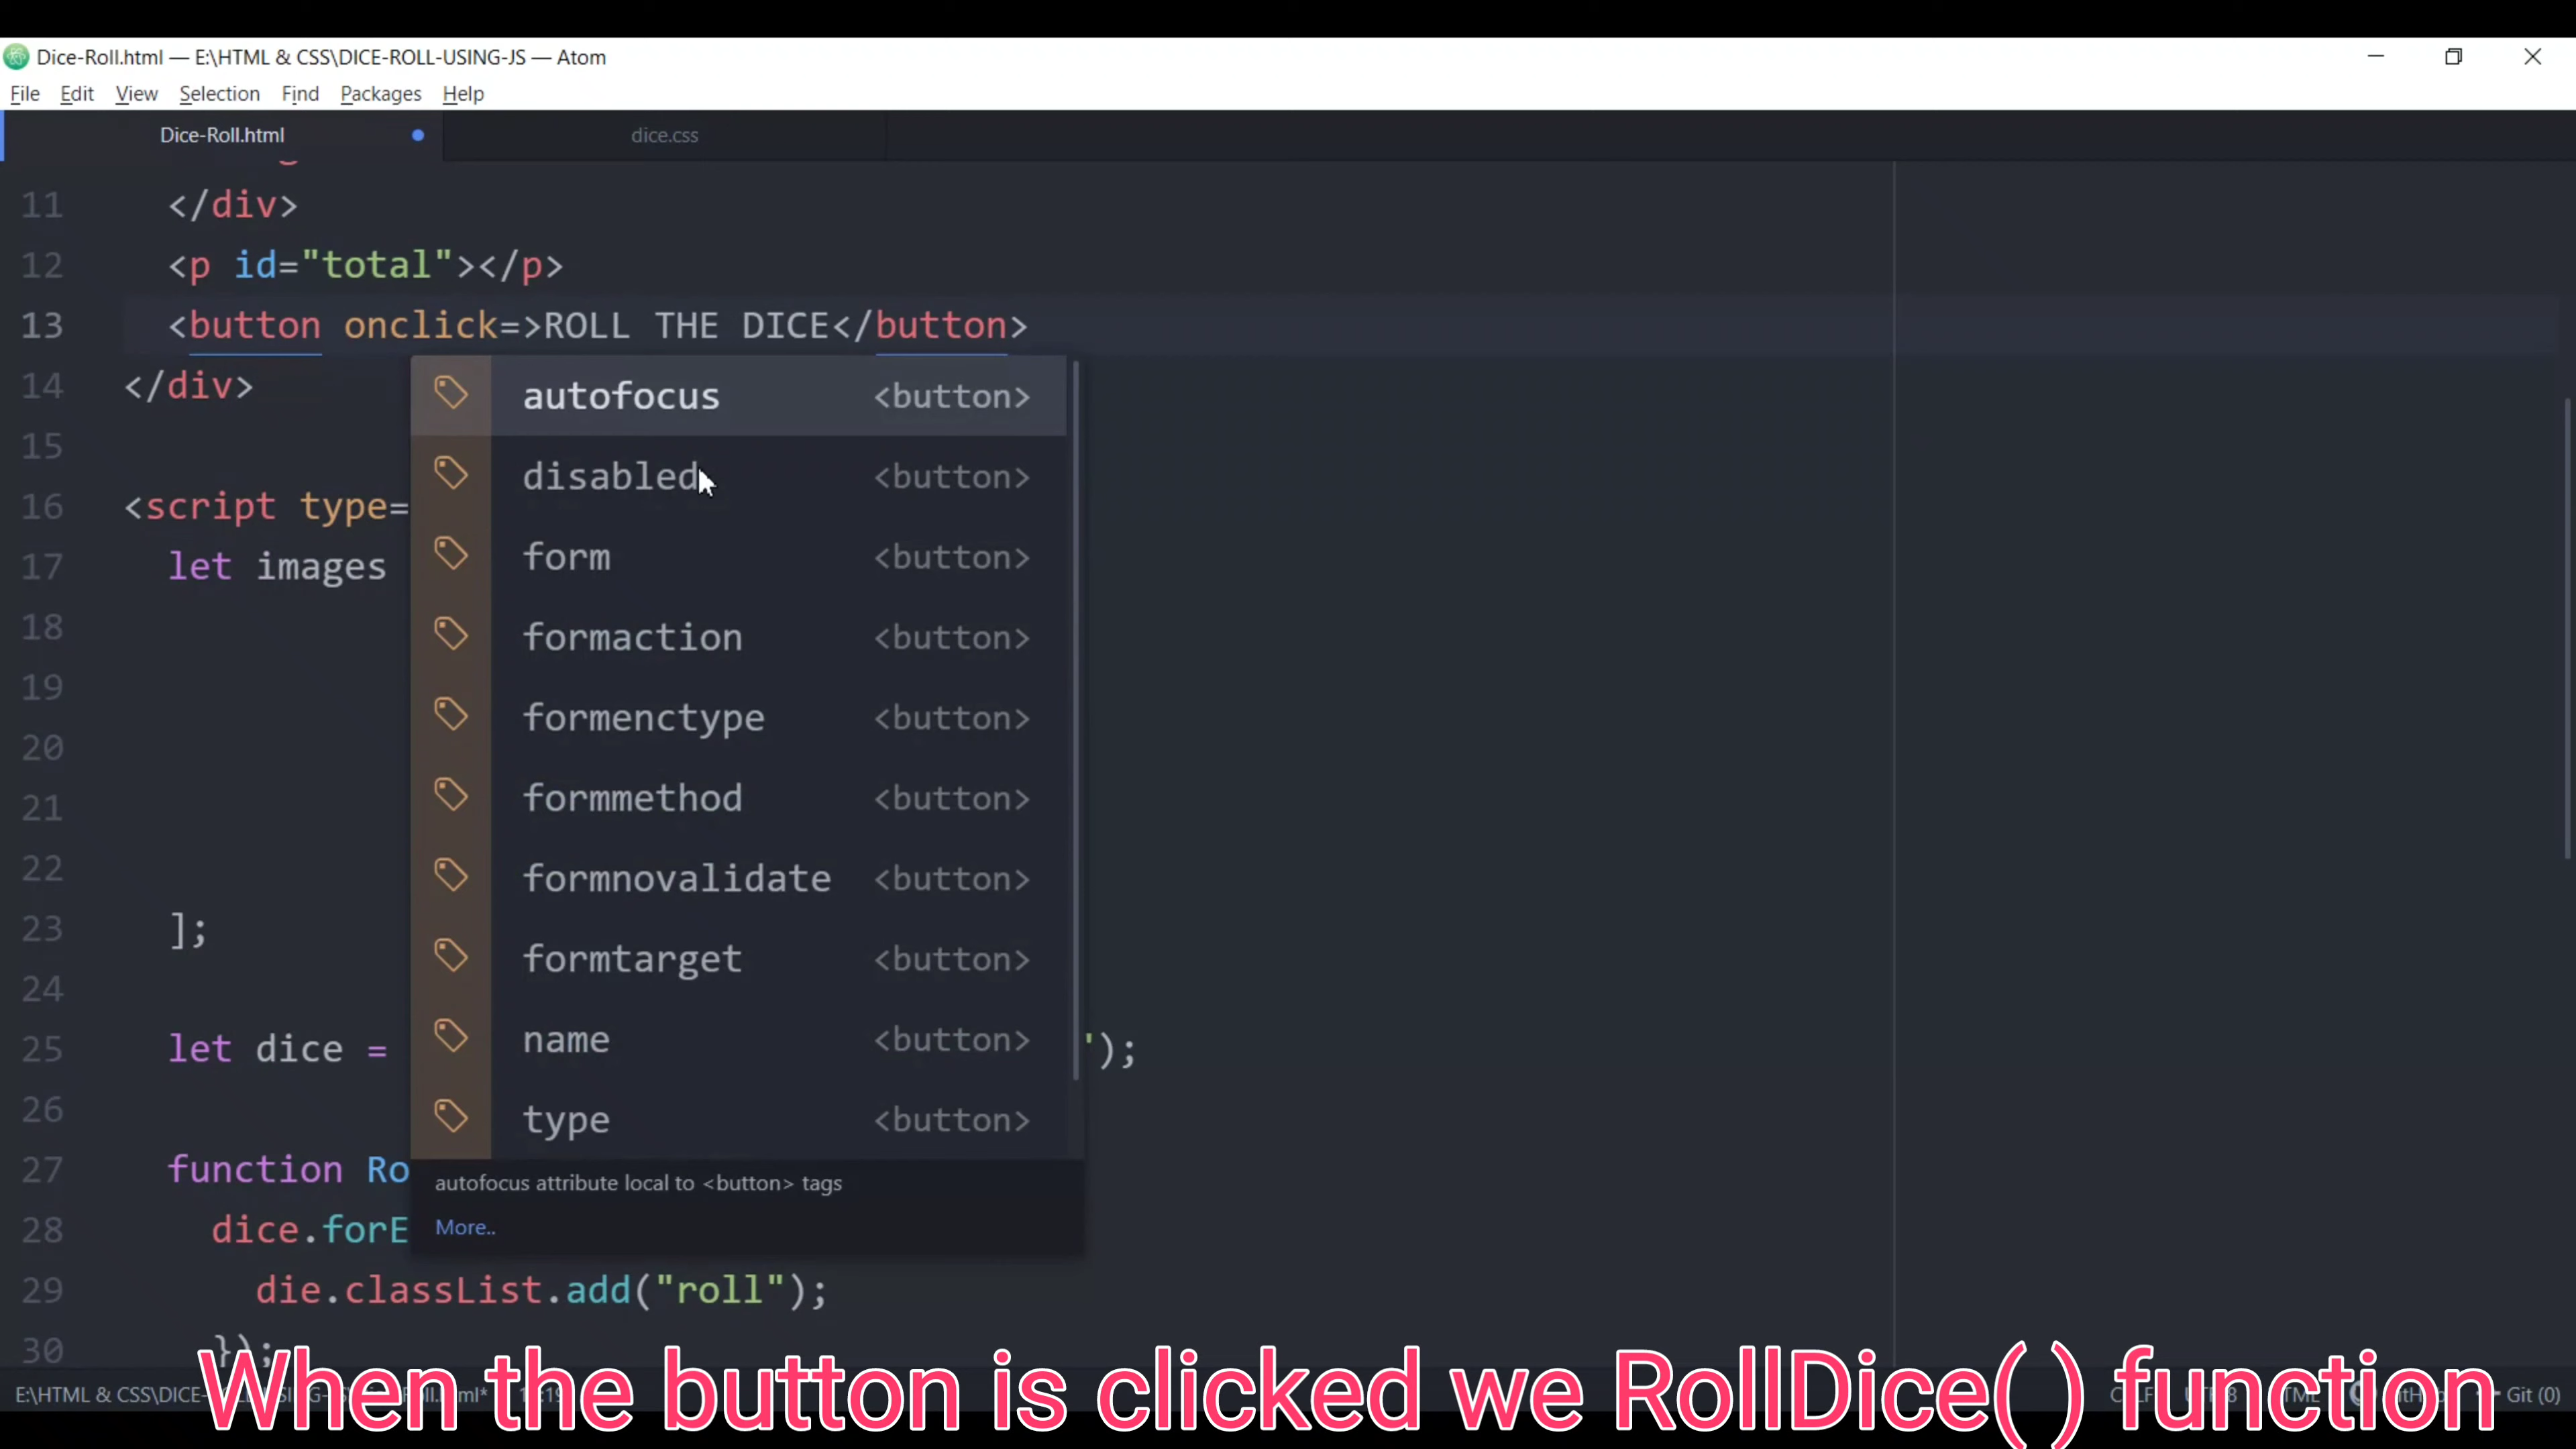 Dice-Roll.html — E:\HTML & CSS\DICE-ROLL-USING-JS — Atom
File Edit View Selection Find Packages Help
Dice-Roll.html dice.css
11 </div>
12 <p id="total"></p>
13 <button onclick=>ROLL THE DICE</button>
14 </div>
autofocus <button>
15
disabled <button>
16 <script type=
form <button>
17 let images
18
formaction <button>
19
formenctype <button>
20
formmethod <button>
21
22
formnovalidate <button>
23 ];
formtarget <button>
24
name <button>
25 let dice = ');
26
type <button>
27 function Ro
autofocus attribute local to <button> tags
28 dice.forE
More..
29 die.classList.add("roll");
30 });
When the button is clicked we RollDice( ) function
E:\HTML & CSS\DICE- Git (0)